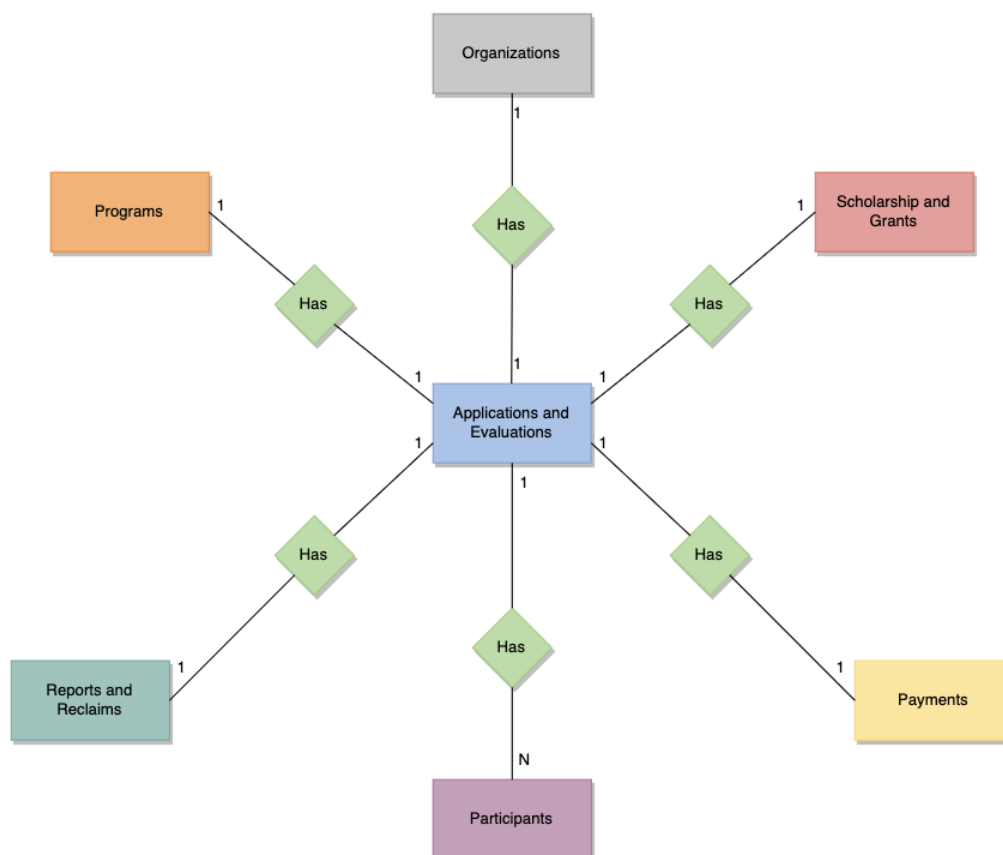 Organizations
1
Programs
1
Scholarship and
Grants
1
Has
Has
Has
1
1
1
Applications and
Evaluations
1
1
1
Has
Has
Has
Reports and
Reclaims
1
Payments
1
N
Participants